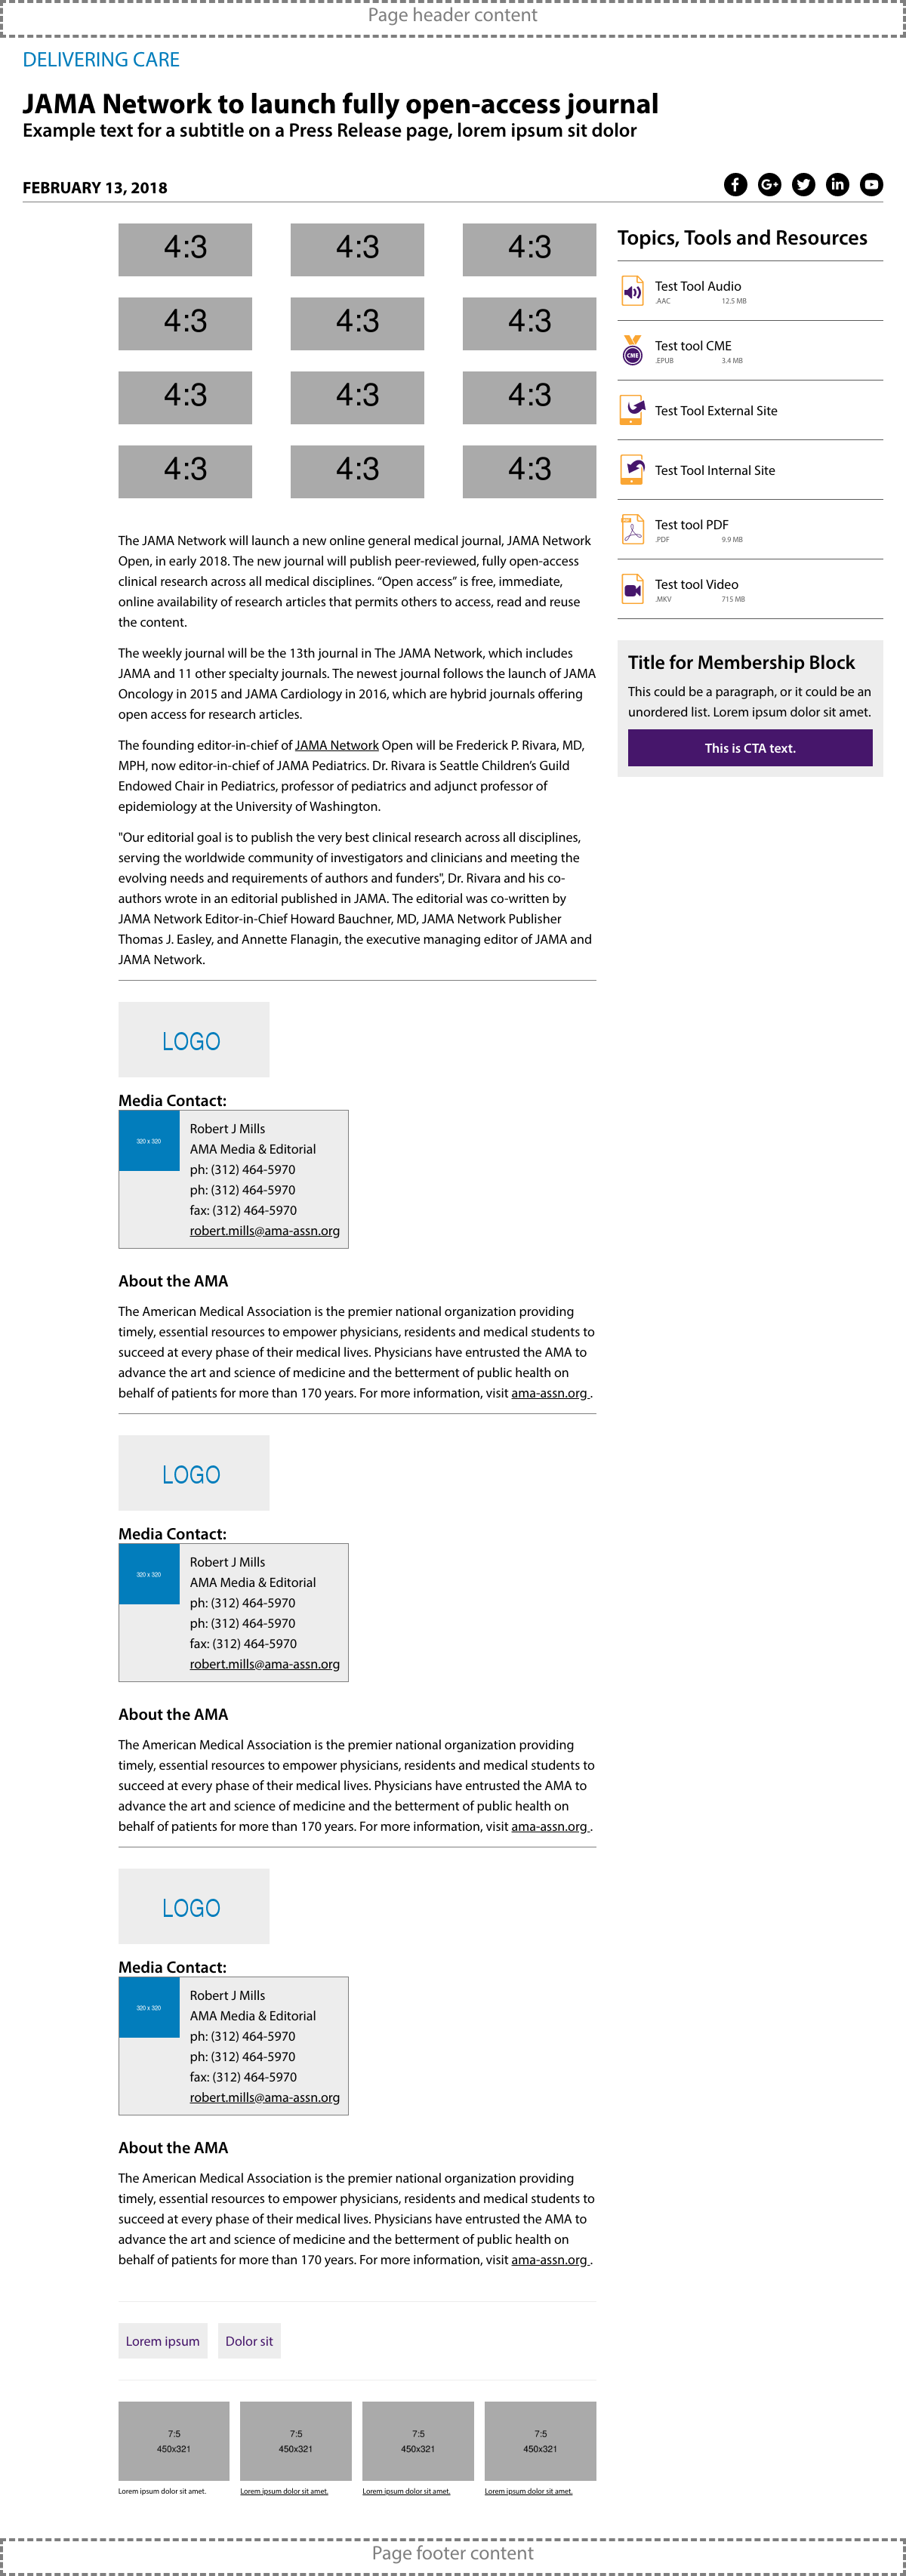 Page header content
DELIVERING CARE
JAMA Network to launch fully open-access journal
Example text for a subtitle on a Press Release page, lorem ipsum sit dolor
FEBRUARY 13, 2018
4:3 4:3 4:3
4:3 4:3 4:3
4:3 4:3 4:3
4:3 4:3 4:3
The JAMA Network will launch a new online general medical journal, JAMA Network
Open, in early 2018. The new journal will publish peer-reviewed, fully open-access
clinical research across all medical disciplines. “Open access” is free, immediate,
online availability of research articles that permits others to access, read and reuse
the content.
The weekly journal will be the 13th journal in The JAMA Network, which includes
JAMA and 11 other specialty journals. The newest journal follows the launch of JAMA
Oncology in 2015 and JAMA Cardiology in 2016, which are hybrid journals offering
open access for research articles.
The founding editor-in-chief of JAMA Network Open will be Frederick P. Rivara, MD,
MPH, now editor-in-chief of JAMA Pediatrics. Dr. Rivara is Seattle Children’s Guild
Endowed Chair in Pediatrics, professor of pediatrics and adjunct professor of
epidemiology at the University of Washington.
"Our editorial goal is to publish the very best clinical research across all disciplines,
serving the worldwide community of investigators and clinicians and meeting the
evolving needs and requirements of authors and funders", Dr. Rivara and his co-
authors wrote in an editorial published in JAMA. The editorial was co-written by
JAMA Network Editor-in-Chief Howard Bauchner, MD, JAMA Network Publisher
Thomas J. Easley, and Annette Flanagin, the executive managing editor of JAMA and
JAMA Network.
LOGO
Media Contact:
320 x 320
Robert J Mills
AMA Media & Editorial
ph: (312) 464-5970
ph: (312) 464-5970
fax: (312) 464-5970
robert.mills@ama-assn.org
About the AMA
The American Medical Association is the premier national organization providing
timely, essential resources to empower physicians, residents and medical students to
succeed at every phase of their medical lives. Physicians have entrusted the AMA to
advance the art and science of medicine and the betterment of public health on
behalf of patients for more than 170 years. For more information, visit ama-assn.org .
LOGO
Media Contact:
320 x 320
Robert J Mills
AMA Media & Editorial
ph: (312) 464-5970
ph: (312) 464-5970
fax: (312) 464-5970
robert.mills@ama-assn.org
About the AMA
The American Medical Association is the premier national organization providing
timely, essential resources to empower physicians, residents and medical students to
succeed at every phase of their medical lives. Physicians have entrusted the AMA to
advance the art and science of medicine and the betterment of public health on
behalf of patients for more than 170 years. For more information, visit ama-assn.org .
LOGO
Media Contact:
320 x 320
Robert J Mills
AMA Media & Editorial
ph: (312) 464-5970
ph: (312) 464-5970
fax: (312) 464-5970
robert.mills@ama-assn.org
About the AMA
The American Medical Association is the premier national organization providing
timely, essential resources to empower physicians, residents and medical students to
succeed at every phase of their medical lives. Physicians have entrusted the AMA to
advance the art and science of medicine and the betterment of public health on
behalf of patients for more than 170 years. For more information, visit ama-assn.org .
Lorem ipsum Dolor sit
7:5 7:5 7:5 7:5
450x321 450x321 450x321 450x321
Lorem ipsum dolor sit amet. Lorem ipsum dolor sit amet. Lorem ipsum dolor sit amet. Lorem ipsum dolor sit amet.
Topics, Tools and Resources
Test Tool Audio
.AAC 12.5 MB
CME
Test tool CME
.EPUB 3.4 MB
Test Tool External Site
Test Tool Internal Site
Test tool PDF
.PDF 9.9 MB
Test tool Video
.MKV 715 MB
Title for Membership Block
This could be a paragraph, or it could be an
unordered list. Lorem ipsum dolor sit amet.
This is CTA text.
Page footer content